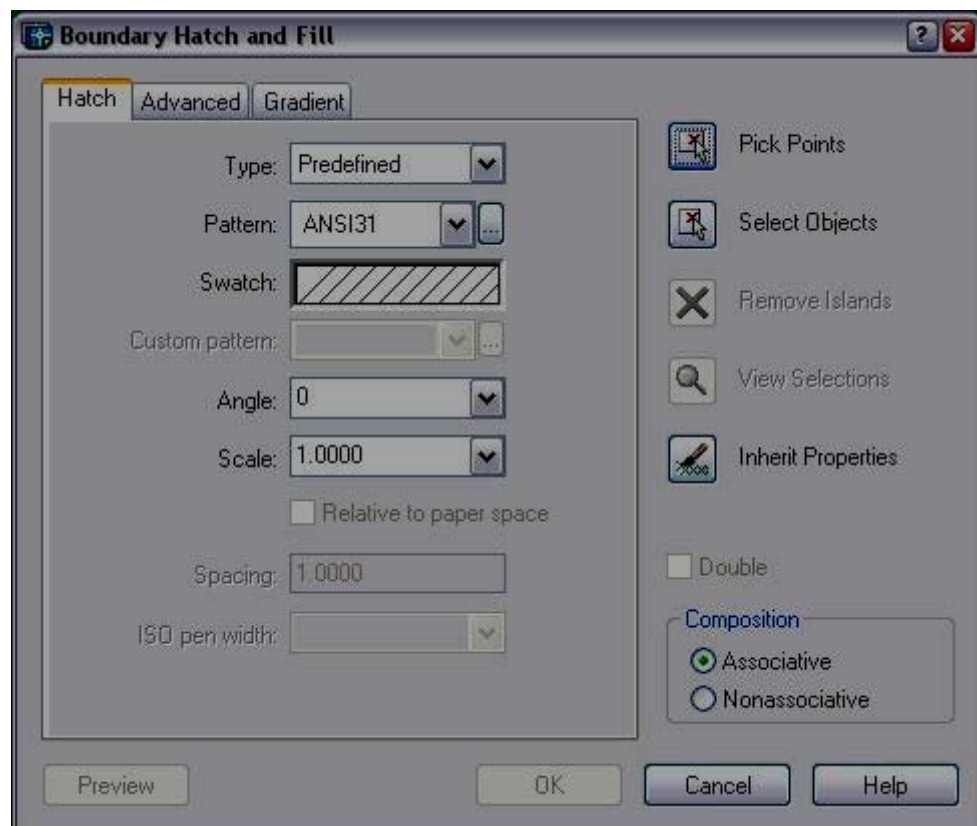 Boundary Hatch and Fill
Hatch Advanced Gradient
Type: Predefined
Pattern: ANSI31 ...
Swatch:
Custom pattern: ...
Angle: 0
Scale: 1.0000
Relative to paper space
Spacing: 1.0000
ISO pen width:
Pick Points
Select Objects
Remove Islands
View Selections
Inherit Properties
Double
Composition
Associative
Nonassociative
Preview OK Cancel Help